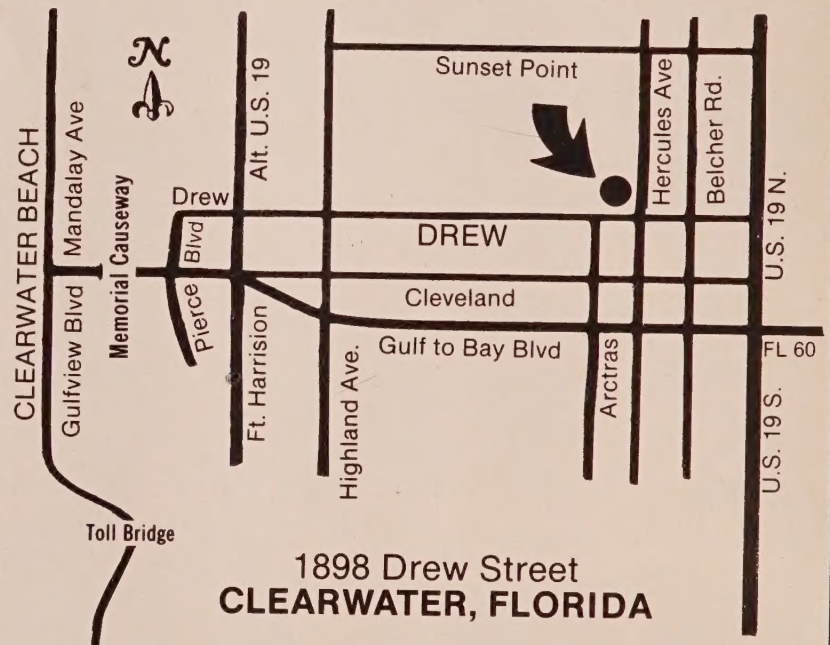 N
Sunset Point
CLEARWATER BEACH
Mandalay Ave
Alt. U.S. 19
Hercules Ave
Belcher Rd.
U.S. 19 N.
Drew
Blvd
DREW
Memorial Causeway
Cleveland
Gulfview Blvd
Pierce
Ft. Harrision
Highland Ave.
Gulf to Bay Blvd
Arctras
FL 60
U.S. 19 S.
Toll Bridge
1898 Drew Street
CLEARWATER, FLORIDA